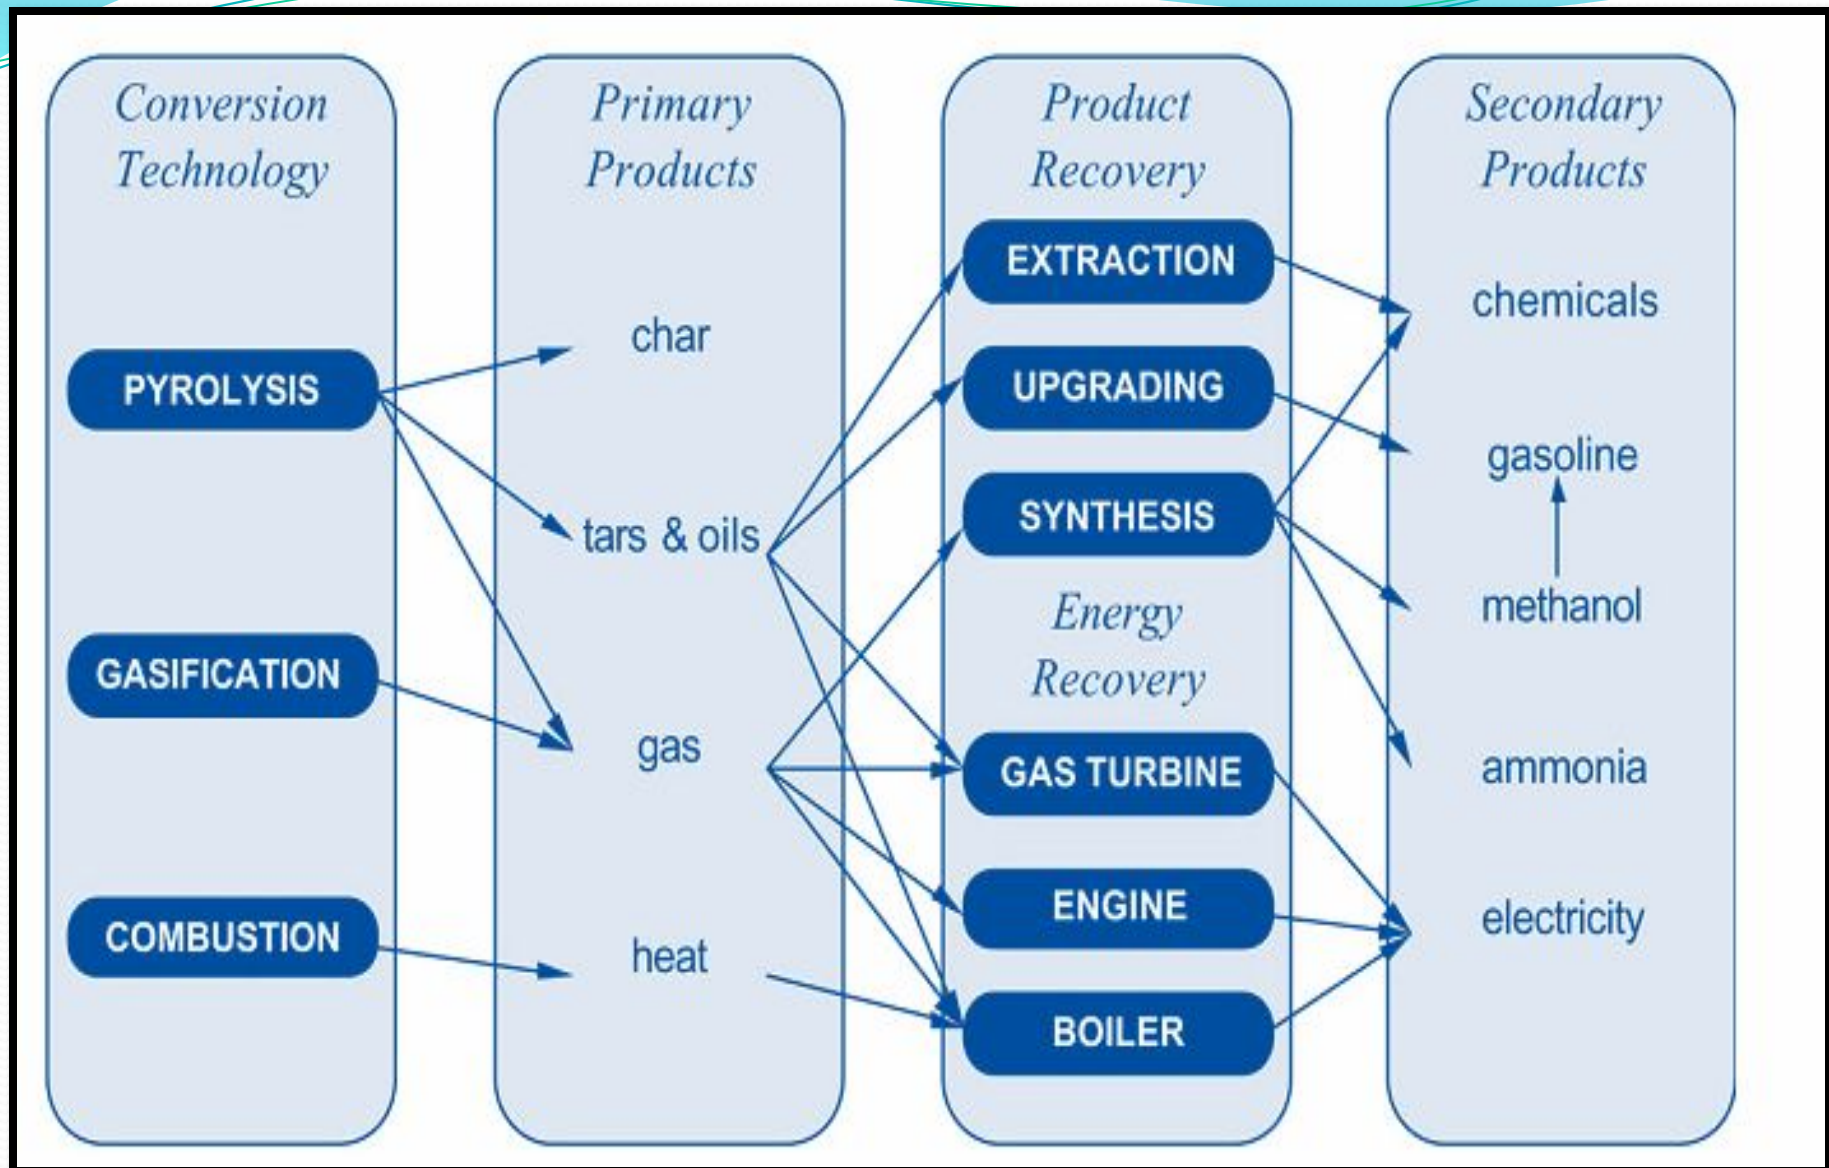 Conversion
Technology
PYROLYSIS
GASIFICATION
COMBUSTION
Primary
Products
char
tars & oils
gas
heat
Product
Recovery
EXTRACTION
UPGRADING
SYNTHESIS
Energy
Recovery
GAS TURBINE
ENGINE
BOILER
Secondary
Products
chemicals
gasoline
methanol
ammonia
electricity